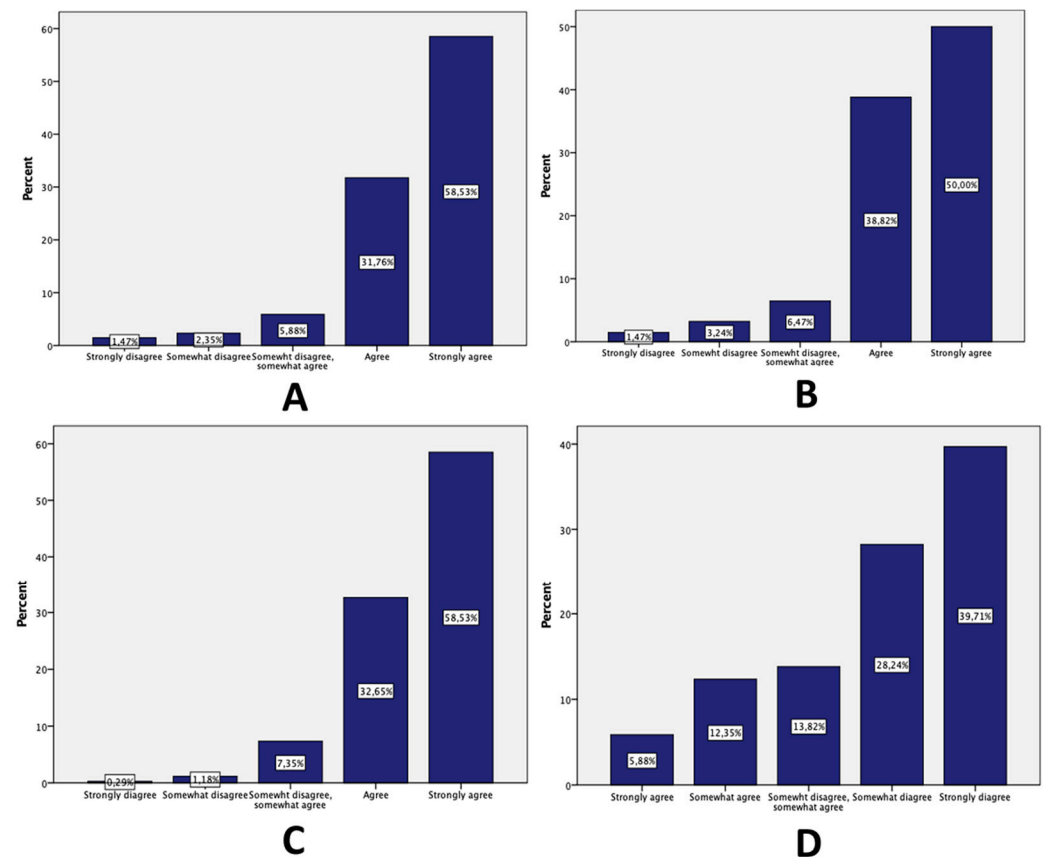 60
50
40
30
20
10
0
Percent
1,47%
2,35%
5,88%
31,76%
58,53%
Strongly disagree Somewhat disagree Somewht disagree, Agree Strongly agree
somewhat agree
A
50
40
30
20
10
0
Percent
1,47%
3,24%
6,47%
38,82%
50,00%
Strongly disagree Somewht disagree Somewht disagree, Agree Strongly agree
somewhat agree
B
60
50
40
30
20
10
0
Percent
0,29%
1,18%
7,35%
32,65%
58,53%
Strongly diagree Somewhat disagree Somewht disagree, Agree Strongly agree
somewhat agree
C
40
30
20
10
0
Percent
5,88%
12,35%
13,82%
28,24%
39,71%
Strongly agree Somewhat agree Somewht disagree, Somewhat diagree Strongly diagree
somewhat agree
D